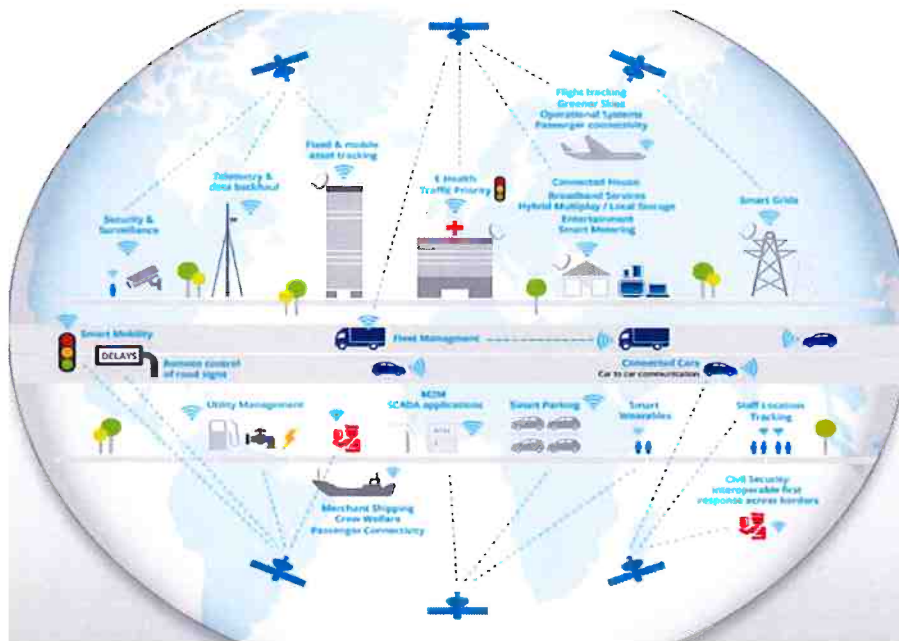 Flight tracking
Greener Skies
Operational Systems
Passenger connectivity
Fixed & mobile
asset tracking
Telemetry &
data backhaul
E Health
Traffic Priority
Connected House
Broadband Services
Hybrid Multiplay / Local Storage
Entertainment
Smart Metering
Smart Grids
Security &
Surveillance
Smart Mobility
DELAYS
Remote control
of road signs
Fleet Managment
Connected Cars
Car to car communication
Utility Management
M2M
SCADA applications
Smart Parking
Smart
Wearables
Staff Location
Tracking
Merchant Shipping
Crew Welfare
Passenger Connectivity
Civil Security
interoperable first
response across borders